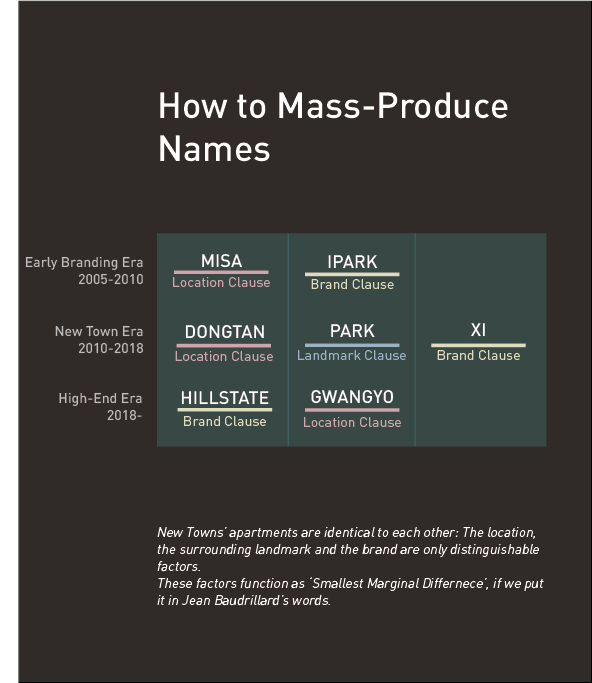 How to Mass-Produce
Names
Early Branding Era
2005-2010
MISA
Location Clause
IPARK
Brand Clause
New Town Era
2010-2018
DONGTAN
Location Clause
PARK
Landmark Clause
XI
Brand Clause
High-End Era
2018-
HILLSTATE
Brand Clause
GWANGYO
Location Clause
New Towns' apartments are identical to each other: The location,
the surrounding landmark and the brand are only distinguishable
factors.
These factors function as 'Smallest Marginal Differnece', if we put
it in Jean Baudrillard's words.